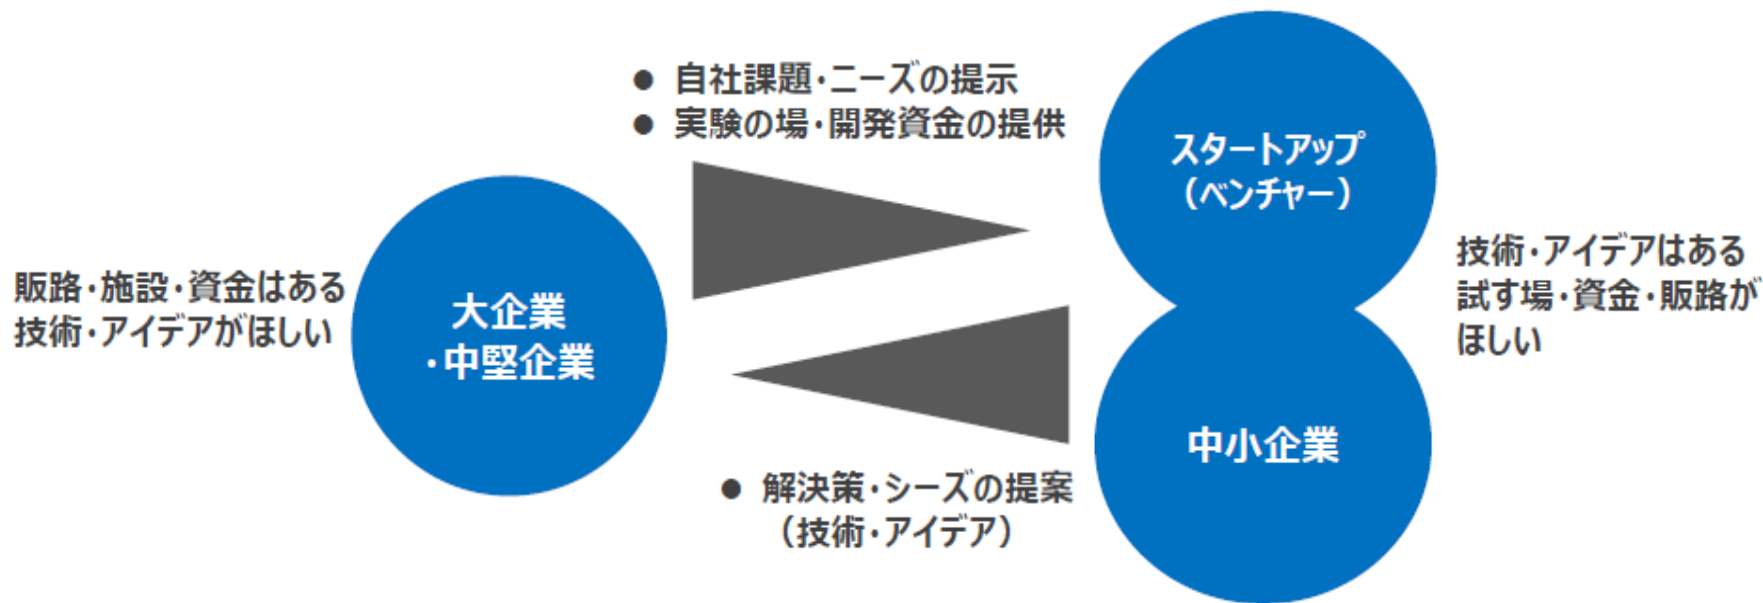 ● 自社課題・ニーズの提示
● 実験の場・開発資金の提供
販路・施設・資金はある
技術・アイデアがほしい
大企業
・中堅企業
スタートアップ
（ベンチャー）
中小企業
技術・アイデアはある
試す場・資金・販路が
ほしい
● 解決策・シーズの提案
（技術・アイデア）